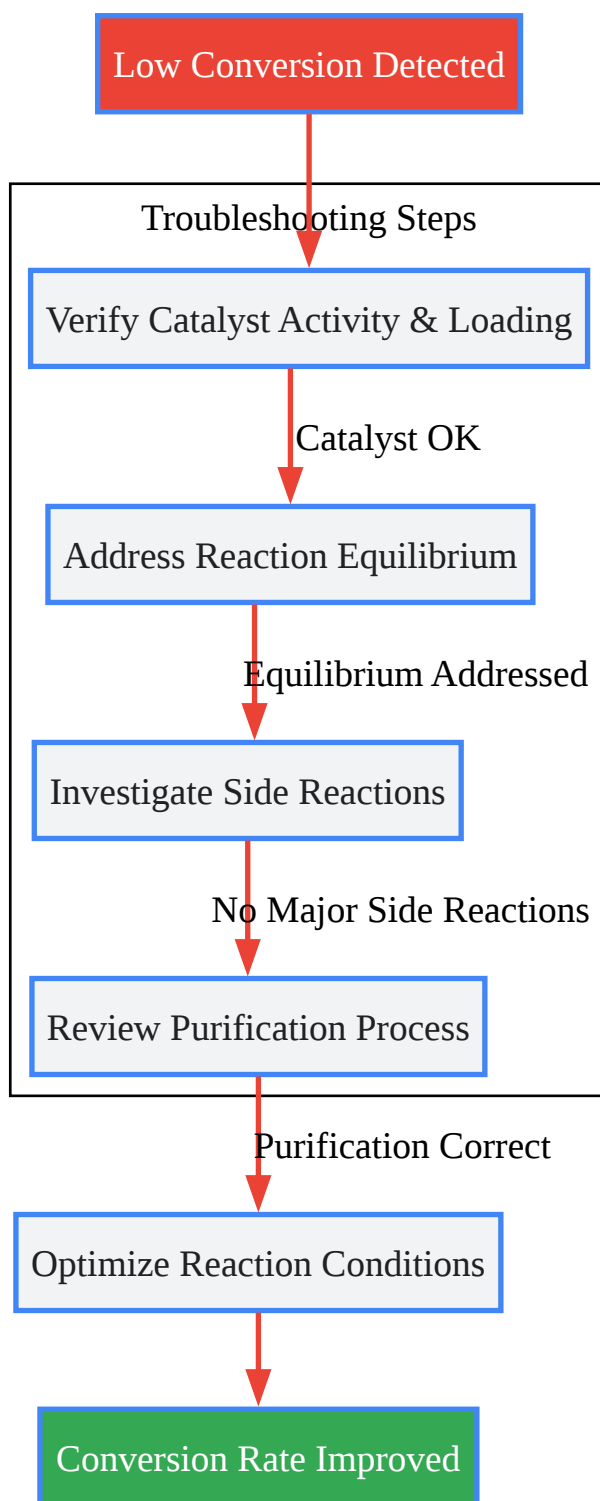 Low Conversion Detected
Troubleshooting Steps
Verify Catalyst Activity & Loading
Catalyst OK
Address Reaction Equilibrium
Equilibrium Addressed
Investigate Side Reactions
No Major Side Reactions
Review Purification Process
Purification Correct
Optimize Reaction Conditions
Conversion Rate Improved